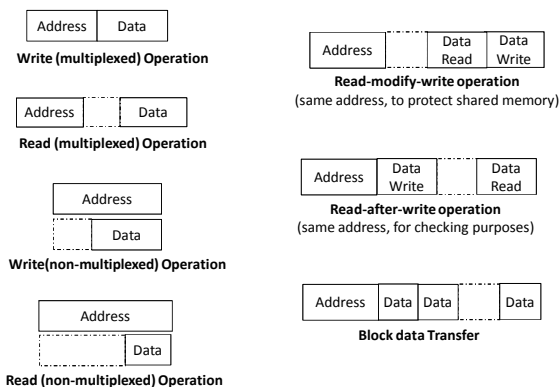 Address Data
Write (multiplexed) Operation
Address Data
Read (multiplexed) Operation
Address
Data
Write(non-multiplexed) Operation
Address
Data
Read (non-multiplexed) Operation
Address Data Read Data Write
Read-modify-write operation
(same address, to protect shared memory)
Address Data Write Data Read
Read-after-write operation
(same address, for checking purposes)
Address Data Data Data
Block data Transfer